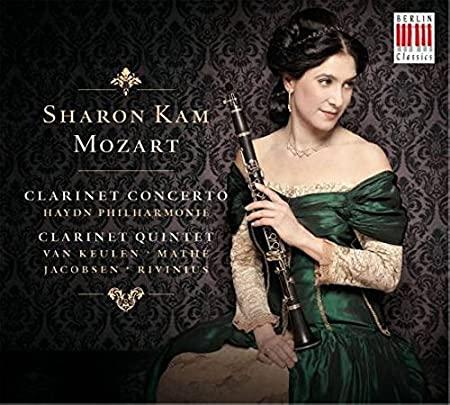 BERLIN
Classics
SHARON KAM
MOZART
CLARINET CONCERTO
HAYDN PHILHARMONIE
CLARINET QUINTET
VAN KEULEN · MATHÉ
JACOBSEN · RIVINIUS